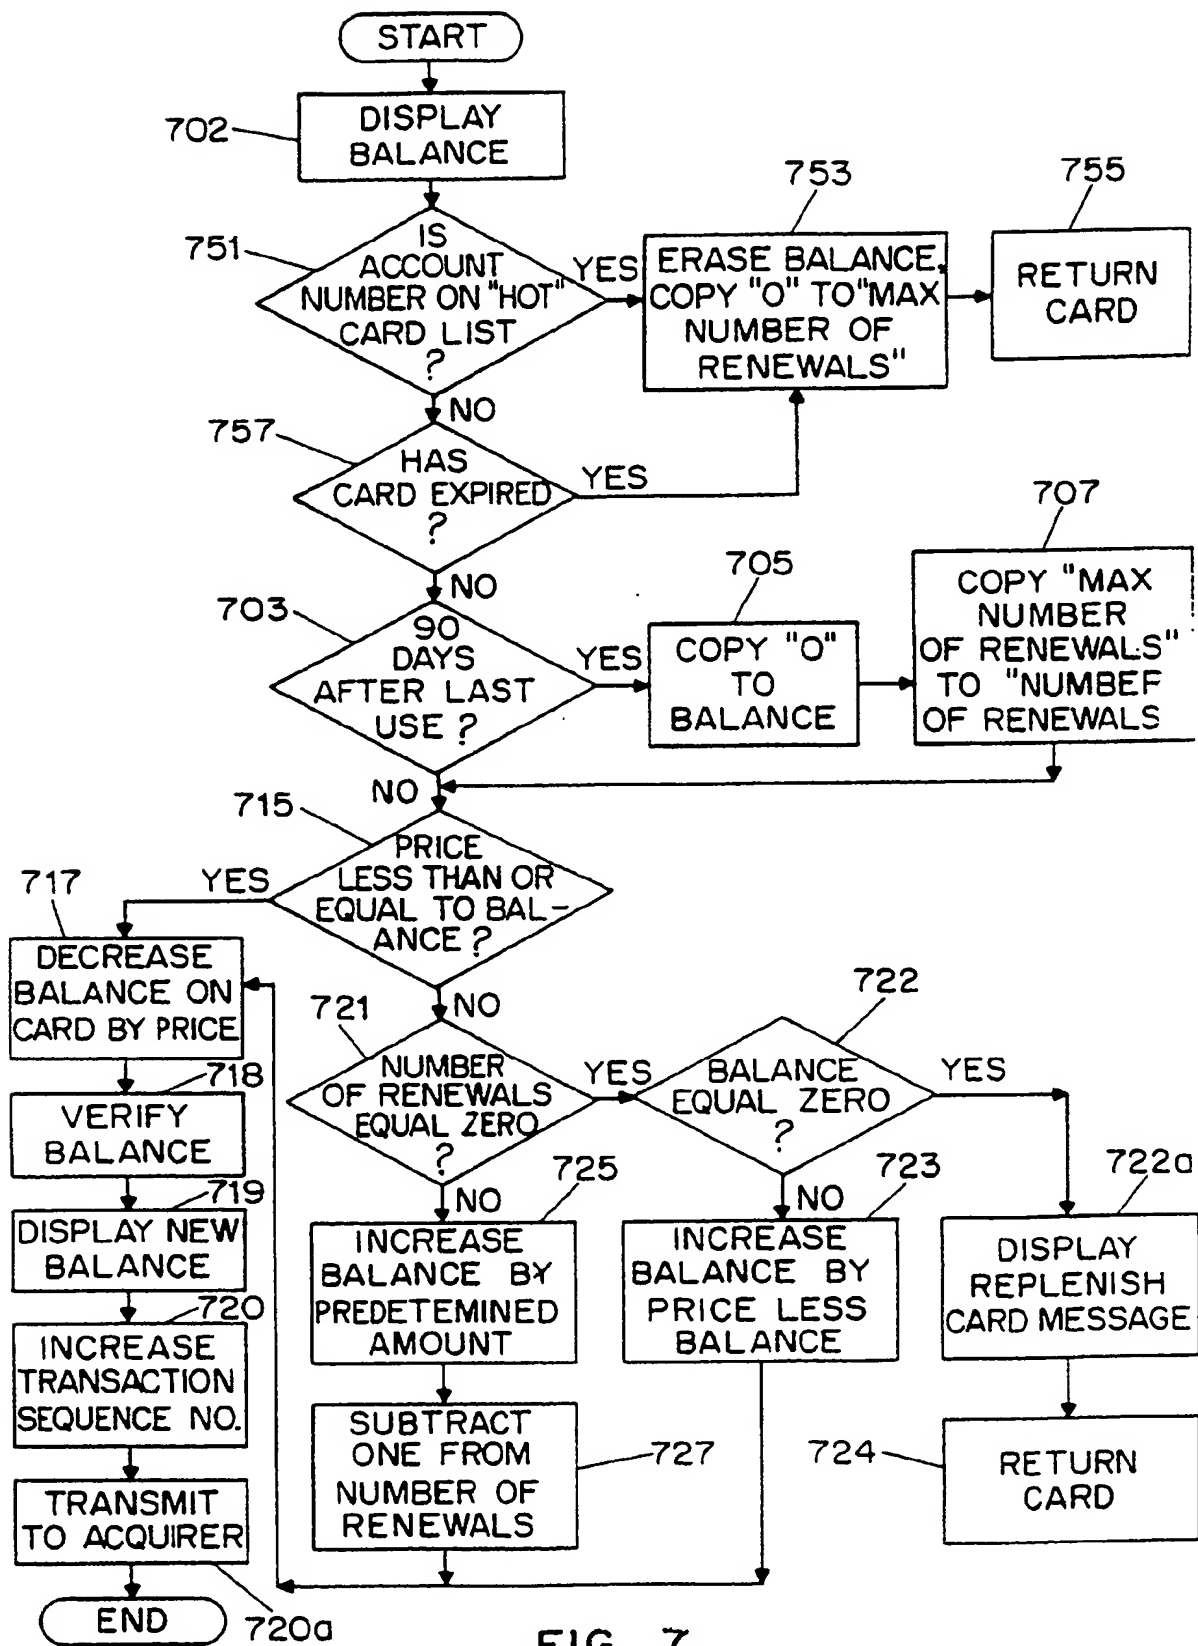 START
702
DISPLAY
BALANCE
751
IS
ACCOUNT
NUMBER ON "HOT"
CARD LIST
?
YES
753
ERASE BALANCE,
COPY "0" TO "MAX
NUMBER OF
RENEWALS"
755
RETURN
CARD
NO
757
HAS
CARD EXPIRED
?
YES
NO
703
90
DAYS
AFTER LAST
USE ?
YES
705
COPY "0"
TO
BALANCE
707
COPY "MAX
NUMBER
OF RENEWALS"
TO "NUMBER
OF RENEWALS
NO
715
PRICE
LESS THAN OR
EQUAL TO BAL-
ANCE ?
YES
717
DECREASE
BALANCE ON
CARD BY PRICE
718
VERIFY
BALANCE
719
DISPLAY NEW
BALANCE
720
INCREASE
TRANSACTION
SEQUENCE NO.
TRANSMIT
TO ACQUIRER
720a
END
NO
721
NUMBER
OF RENEWALS
EQUAL ZERO
?
YES
722
BALANCE
EQUAL ZERO
?
YES
NO
725
INCREASE
BALANCE BY
PREDETEMINED
AMOUNT
SUBTRACT
ONE FROM
NUMBER OF
RENEWALS
727
NO
723
INCREASE
BALANCE BY
PRICE LESS
BALANCE
722a
DISPLAY
REPLENISH
CARD MESSAGE
724
RETURN
CARD
FIG. 7